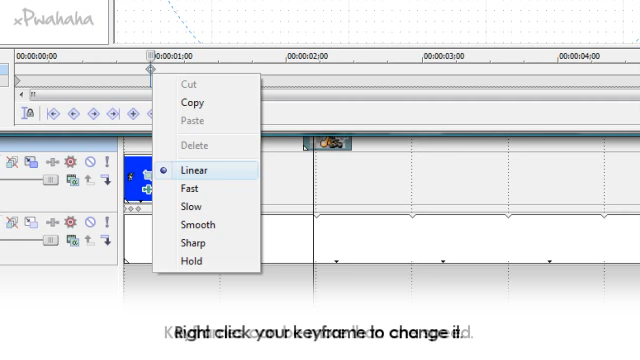 xPwahaha
00:00:00;00
00:00:01;00
00:00:02;00
00:00:03;00
00:00:04;00
Cut
Copy
Paste
Delete
Linear
Fast
Slow
Smooth
Sharp
Hold
Right click your keyframe to change it.